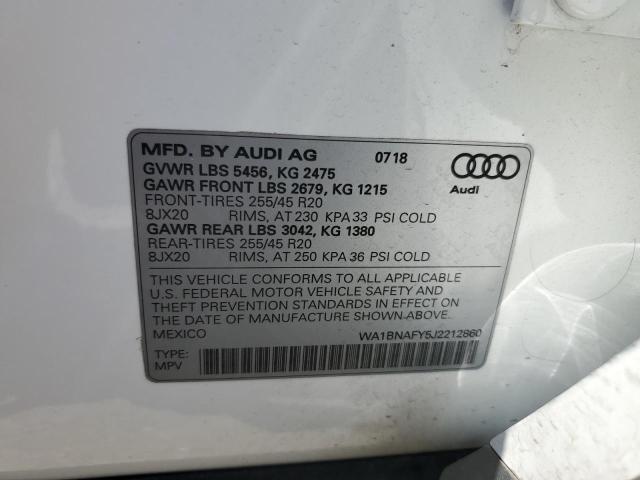 MFD. BY AUDI AG 0718
GVWR LBS 5456, KG 2475
GAWR FRONT LBS 2679, KG 1215
FRONT-TIRES 255/45 R20
8JX20 RIMS, AT 230 KPA 33 PSI COLD
GAWR REAR LBS 3042, KG 1380
REAR-TIRES 255/45 R20
8JX20 RIMS, AT 250 KPA 36 PSI COLD
Audi
THIS VEHICLE CONFORMS TO ALL APPLICABLE
U.S. FEDERAL MOTOR VEHICLE SAFETY AND
THEFT PREVENTION STANDARDS IN EFFECT ON
THE DATE OF MANUFACTURE SHOWN ABOVE.
MEXICO WA1BNAFY5J2212860
TYPE:
MPV